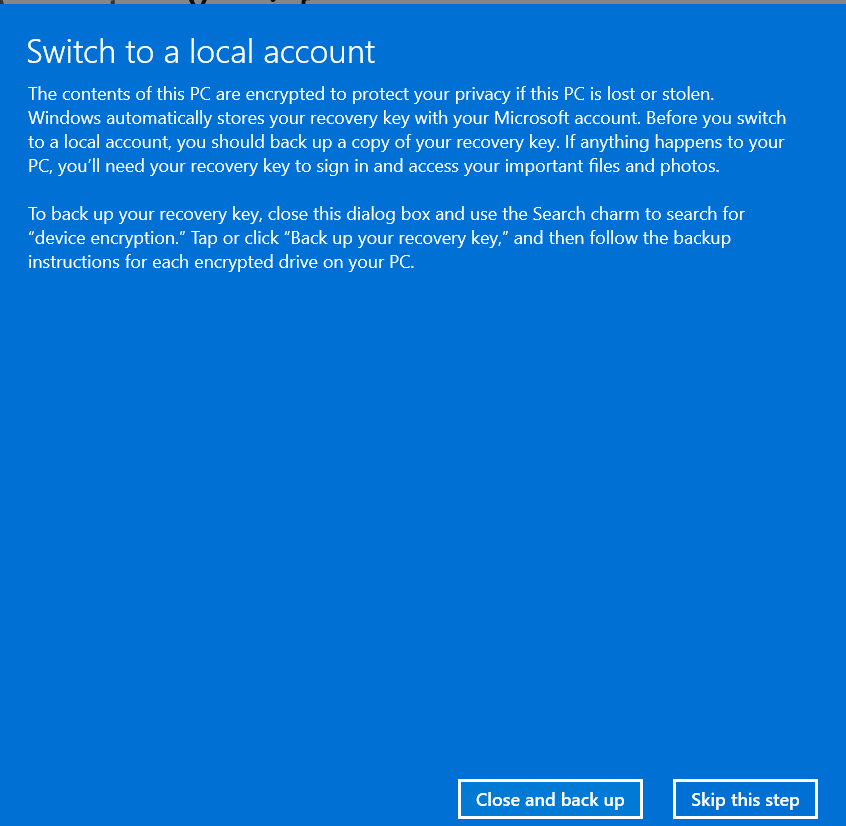 Switch to a local account
The contents of this PC are encrypted to protect your privacy if this PC is lost or stolen.
Windows automatically stores your recovery key with your Microsoft account. Before you switch
to a local account, you should back up a copy of your recovery key. If anything happens to your
PC, you’ll need your recovery key to sign in and access your important files and photos.
To back up your recovery key, close this dialog box and use the Search charm to search for
“device encryption.” Tap or click “Back up your recovery key,” and then follow the backup
instructions for each encrypted drive on your PC.
Close and back up
Skip this step